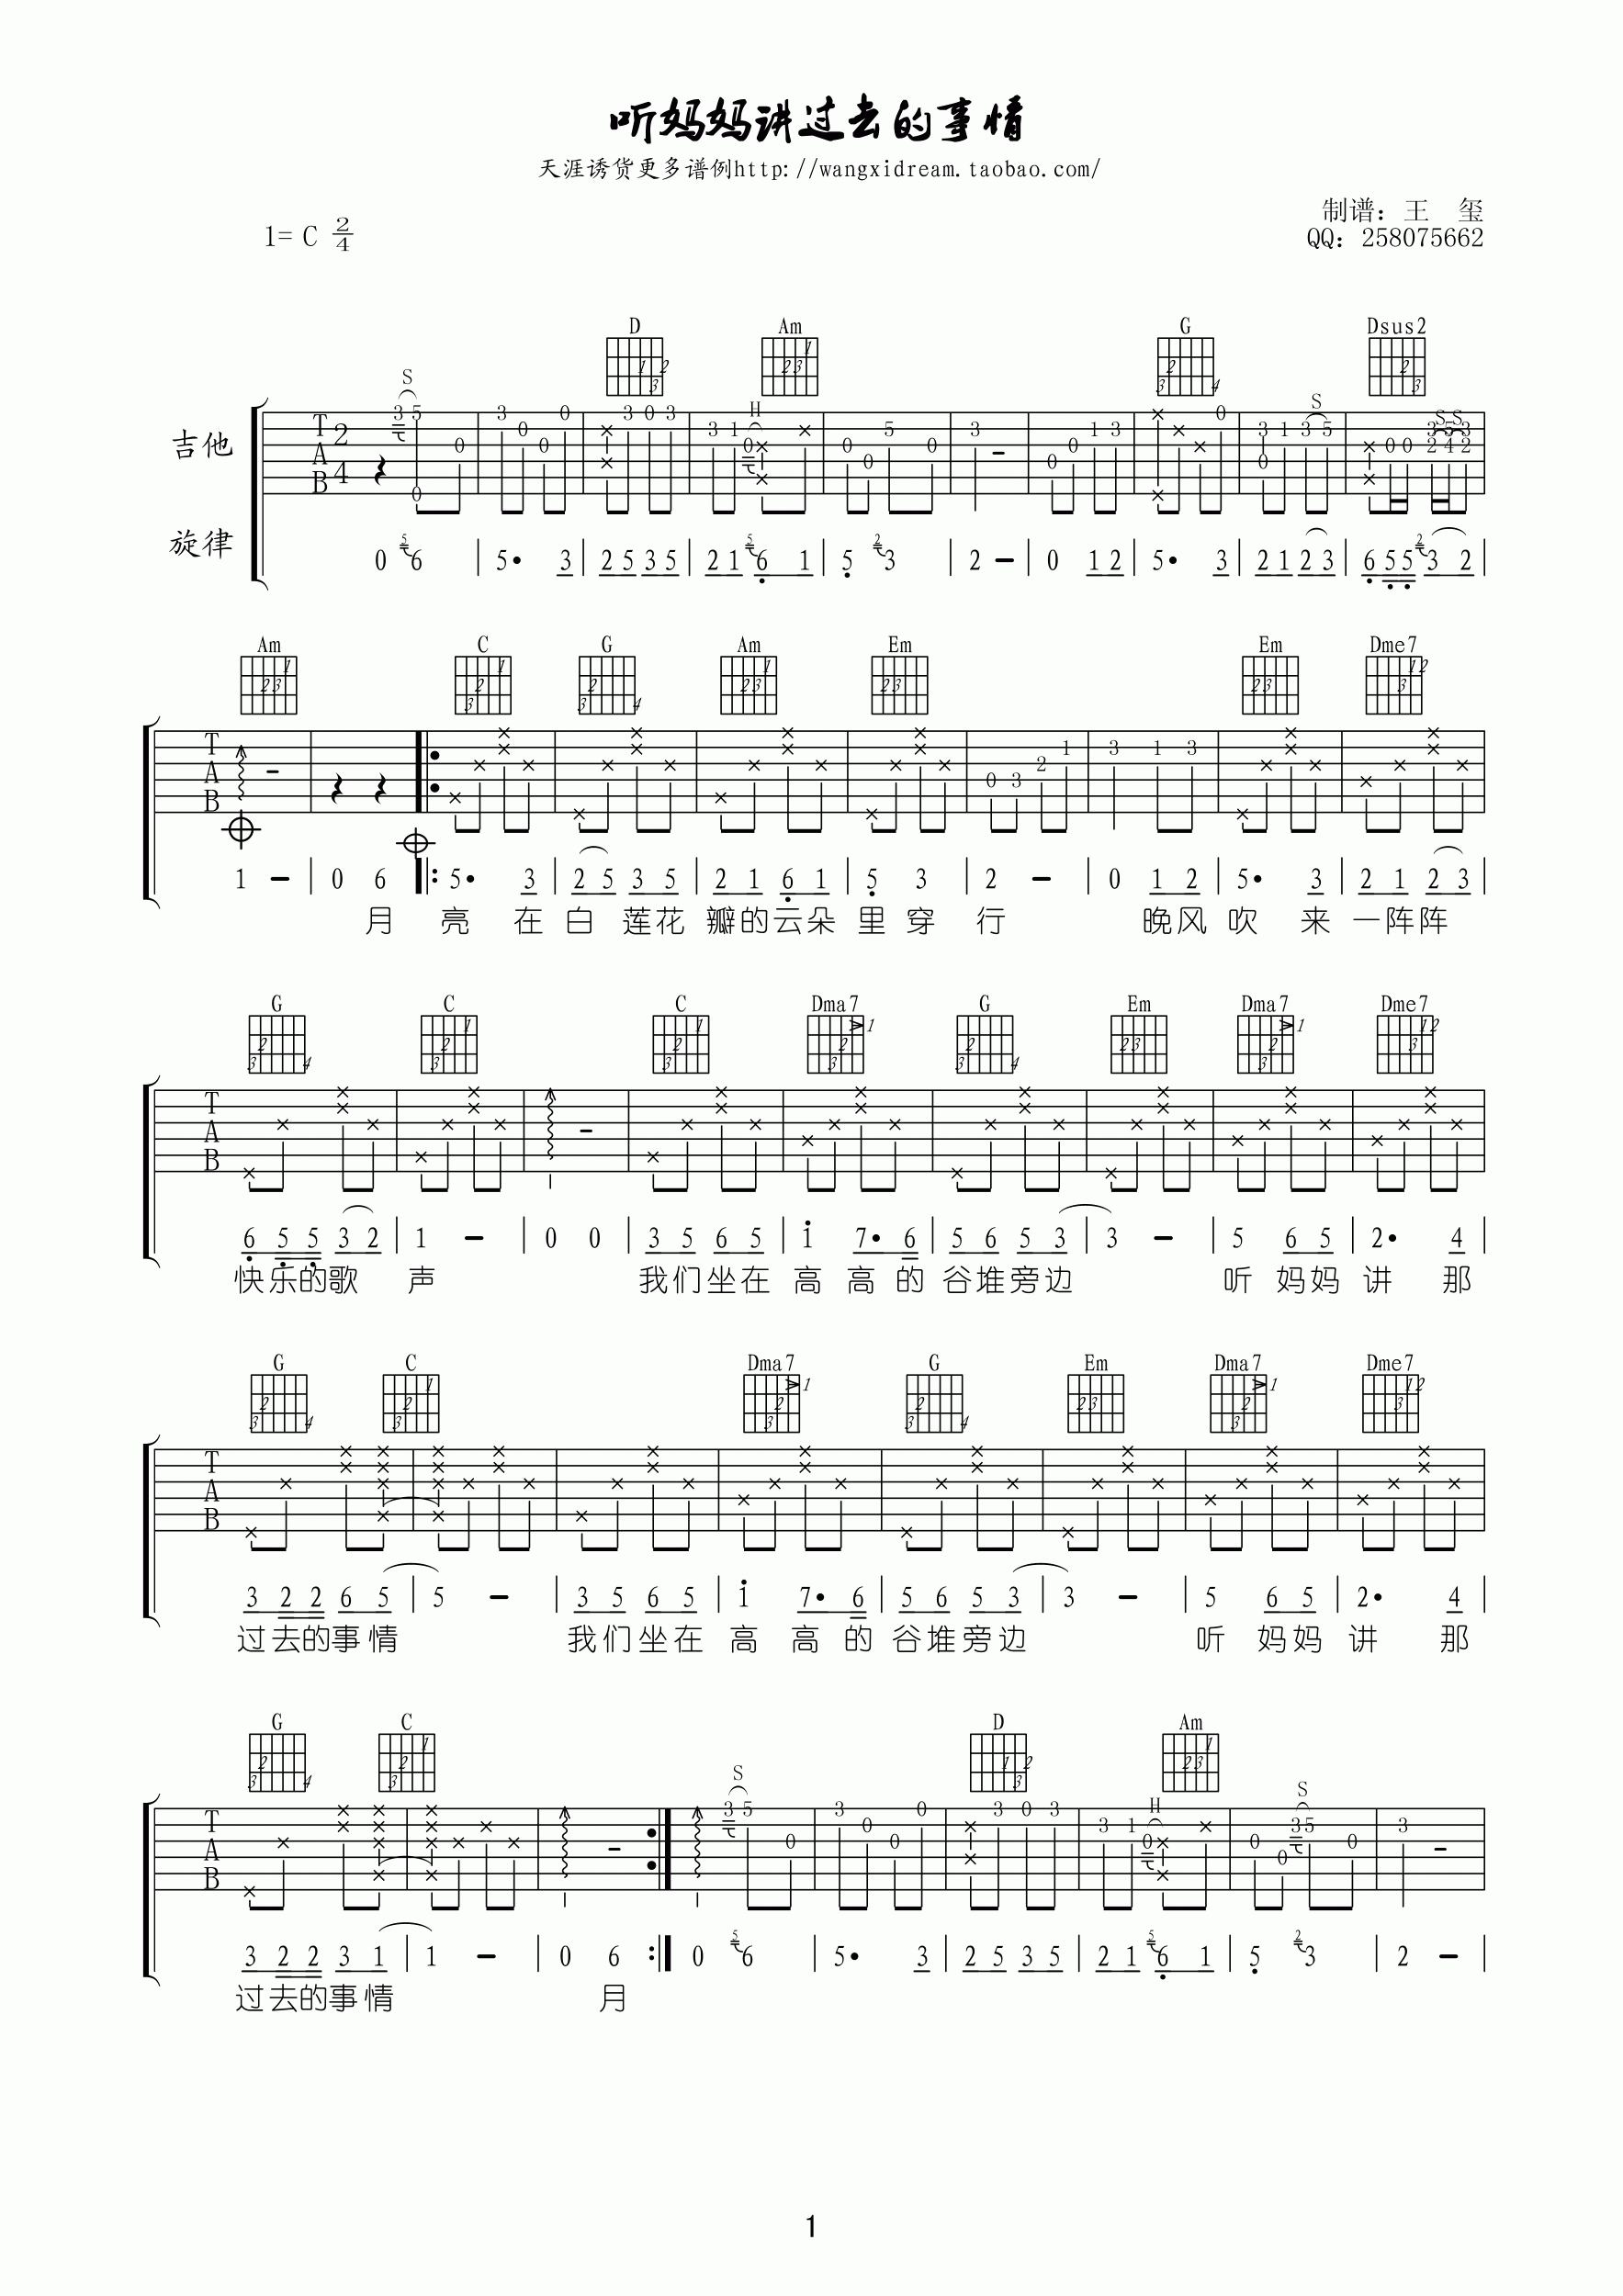 听妈妈讲过去的事情
天涯诱货更多谱例http://wangxidream.taobao.com/
制谱：王 玺
1= C 2/4
QQ：258075662
D Am G Dsus2
吉他
旋律
0 5 6 5• 3 2 5 3 5 2 1 5 6 1 5 2 3 2 – 0 1 2 5• 3 2 1 2 3 6 5 5 2 3 2
Am C G Am Em Em Dme7
1 – 0 6 5• 3 2 5 3 5 2 1 6 1 5 3 2 – 0 1 2 5• 3 2 1 2 3
月 亮 在 白 莲花 瓣的云朵 里 穿 行 晚风 吹 来 一阵阵
G C C Dma7 G Em Dma7 Dme7
6 5 5 3 2 1 – 0 0 3 5 6 5 1 7• 6 5 6 5 3 3 – 5 6 5 2• 4
快乐的歌 声 我们坐在 高 高 的 谷堆旁边 听 妈妈 讲 那
G C Dma7 G Em Dma7 Dme7
3 2 2 6 5 5 – 3 5 6 5 1 7• 6 5 6 5 3 3 – 5 6 5 2• 4
过去的事情 我们坐在 高 高 的 谷堆旁边 听 妈妈 讲 那
G C D Am
3 2 2 3 1 1 – 0 6 0 5 6 5• 3 2 5 3 5 2 1 5 6 1 5 2 3 2 –
过去的事情 月
1